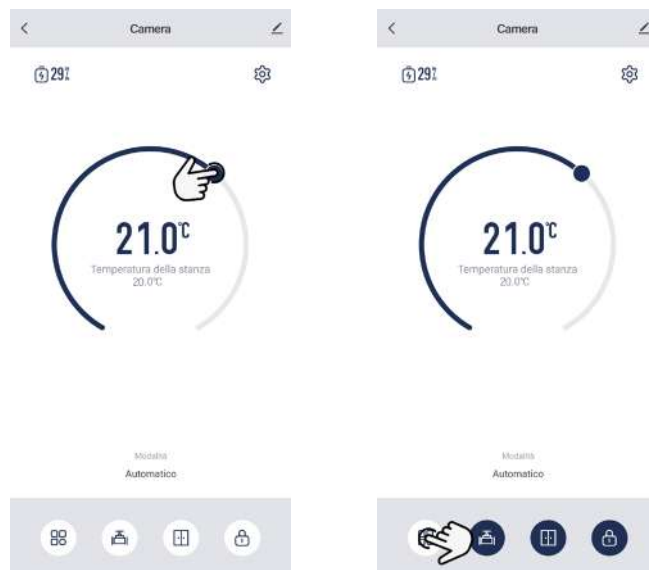 Camera
29%
21.0°C
Temperatura della stanza
20.0°C
Modalità
Automatico
Camera
29%
21.0°C
Temperatura della stanza
20.0°C
Modalità
Automatico